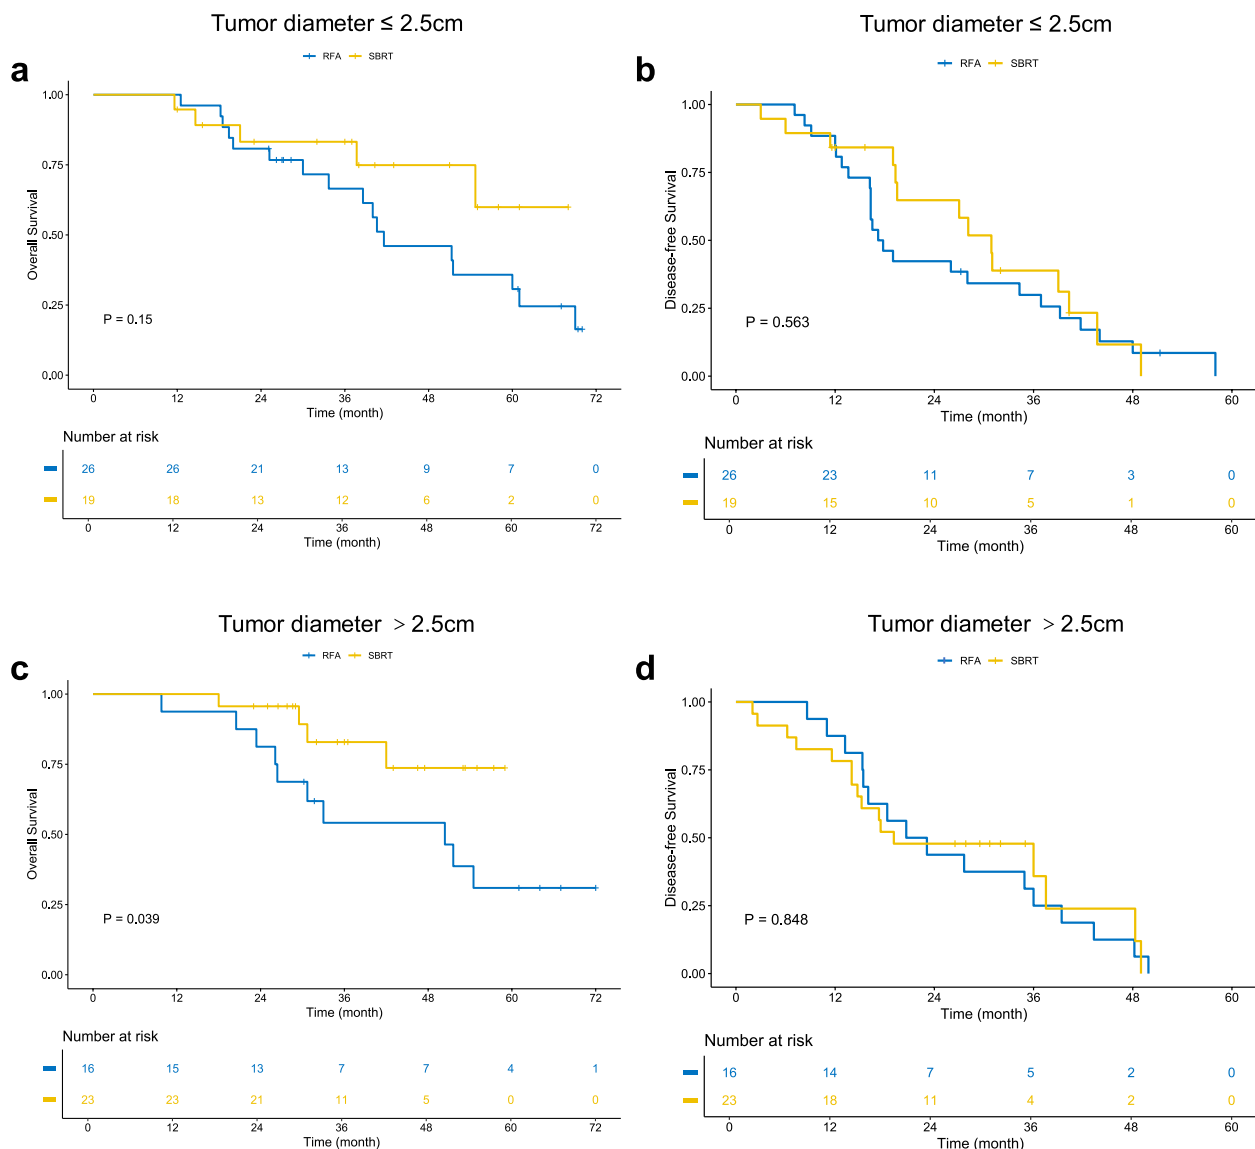 Tumor diameter ≤ 2.5cm
RFA SBRT
a
1.00
0.75
0.50
0.25
0.00
Overall Survival
P = 0.15
0 12 24 36 48 60 72
Time (month)
Number at risk
26 26 21 13 9 7 0
19 18 13 12 6 2 0
0 12 24 36 48 60 72
Time (month)
Tumor diameter ≤ 2.5cm
RFA SBRT
b
1.00
0.75
0.50
0.25
0.00
Disease-free Survival
P = 0.563
0 12 24 36 48 60
Time (month)
Number at risk
26 23 11 7 3 0
19 15 10 5 1 0
0 12 24 36 48 60
Time (month)
Tumor diameter > 2.5cm
RFA SBRT
c
1.00
0.75
0.50
0.25
0.00
Overall Survival
P = 0.039
0 12 24 36 48 60 72
Time (month)
Number at risk
16 15 13 7 7 4 1
23 23 21 11 5 0 0
0 12 24 36 48 60 72
Time (month)
Tumor diameter > 2.5cm
RFA SBRT
d
1.00
0.75
0.50
0.25
0.00
Disease-free Survival
P = 0.848
0 12 24 36 48 60
Time (month)
Number at risk
16 14 7 5 2 0
23 18 11 4 2 0
0 12 24 36 48 60
Time (month)